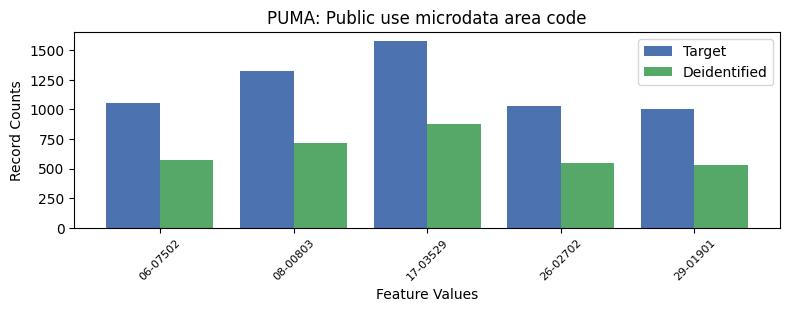 PUMA: Public use microdata area code
Record Counts
1500
1250
1000
750
500
250
0
Target
Deidentified
06-07502
08-00803
17-03529
26-02702
29-01901
Feature Values